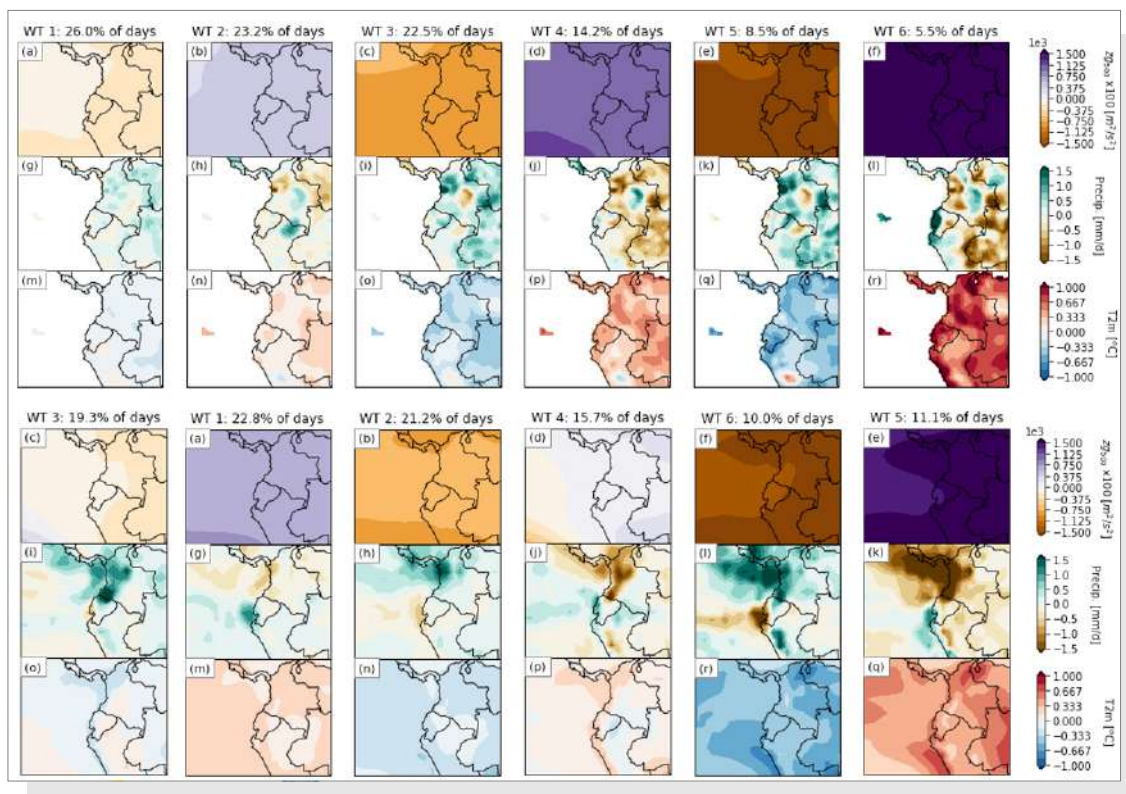 WT 1: 26.0% of days WT 2: 23.2% of days WT 3: 22.5% of days WT 4: 14.2% of days WT 5: 8.5% of days WT 6: 5.5% of days
(a) (b) (c) (d) (e) (f)
1e3
1.500
1.125
0.750
0.375
0.000
−0.375
−0.750
−1.125
−1.500
zg500 x100 [m²/s²]
(g) (h) (i) (j) (k) (l)
1.5
1.0
0.5
0.0
−0.5
−1.0
−1.5
Precip. [mm/d]
(m) (n) (o) (p) (q) (r)
1.000
0.667
0.333
0.000
−0.333
−0.667
−1.000
T2m [°C]
WT 3: 19.3% of days WT 1: 22.8% of days WT 2: 21.2% of days WT 4: 15.7% of days WT 6: 10.0% of days WT 5: 11.1% of days
(c) (a) (b) (d) (f) (e)
1e3
1.500
1.125
0.750
0.375
0.000
−0.375
−0.750
−1.125
−1.500
zg500 x100 [m²/s²]
(i) (g) (h) (j) (l) (k)
1.5
1.0
0.5
0.0
−0.5
−1.0
−1.5
Precip. [mm/d]
(o) (m) (n) (p) (r) (q)
1.000
0.667
0.333
0.000
−0.333
−0.667
−1.000
T2m [°C]